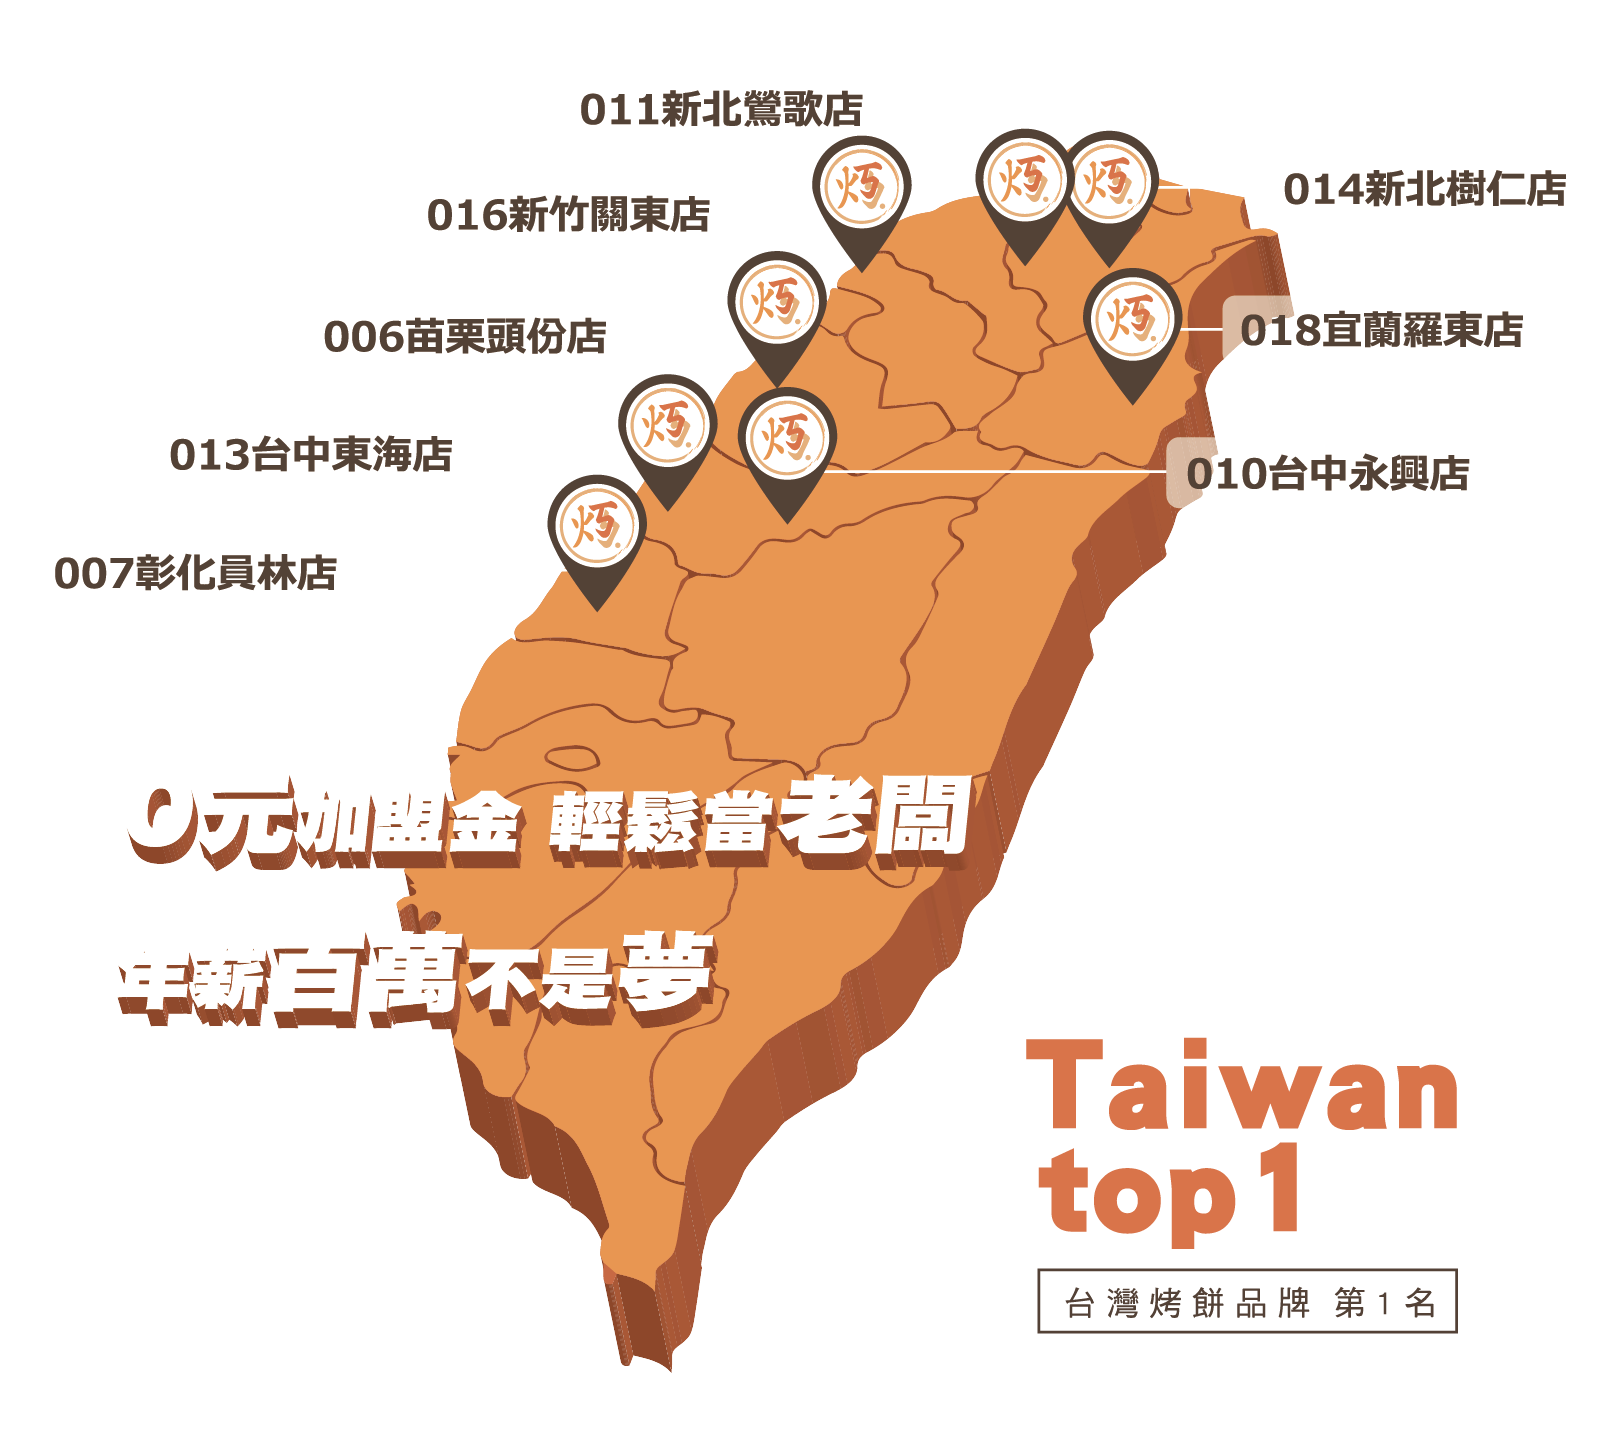 011新北鶯歌店
014新北樹仁店
016新竹關東店
018宜蘭羅東店
006苗栗頭份店
013台中東海店
010台中永興店
007彰化員林店
0元加盟金 輕鬆當老闆
年薪百萬不是夢
Taiwan
top1
台灣烤餅品牌 第1名